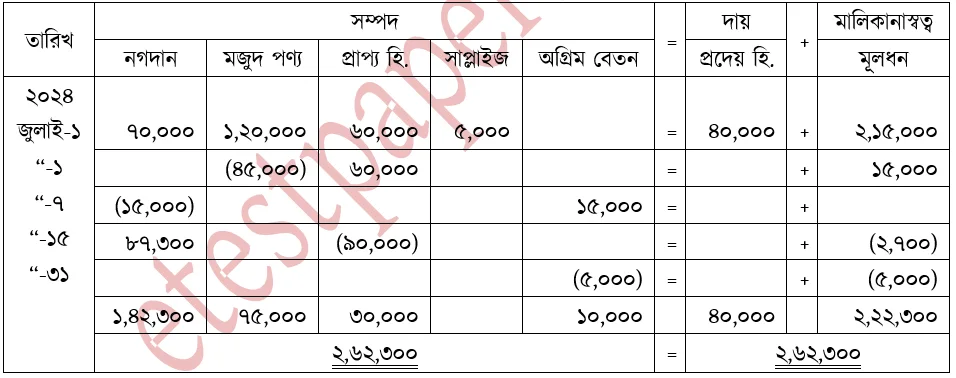 তারিখ সম্পদ = দায় + মালিকানাস্বত্ব
নগদান মজুদ পণ্য প্রাপ্য হি. সাপ্লাইজ অগ্রিম বেতন প্রদেয় হি. মূলধন
২০২৪
জুলাই-১ ৭০,০০০ ১,২০,০০০ ৬০,০০০ ৫,০০০ = ৪০,০০০ + ২,১৫,০০০
“-১ (৪৫,০০০) ৬০,০০০ = + ১৫,০০০
“-৭ (১৫,০০০) ১৫,০০০ = +
“-১৫ ৮৭,৩০০ (৯০,০০০) = + (২,৭০০)
“-৩১ (৫,০০০) = + (৫,০০০)
১,৪২,৩০০ ৭৫,০০০ ৩০,০০০ ১০,০০০ = ৪০,০০০ + ২,২২,৩০০
২,৬২,৩০০ = ২,৬২,৩০০
etestpaper